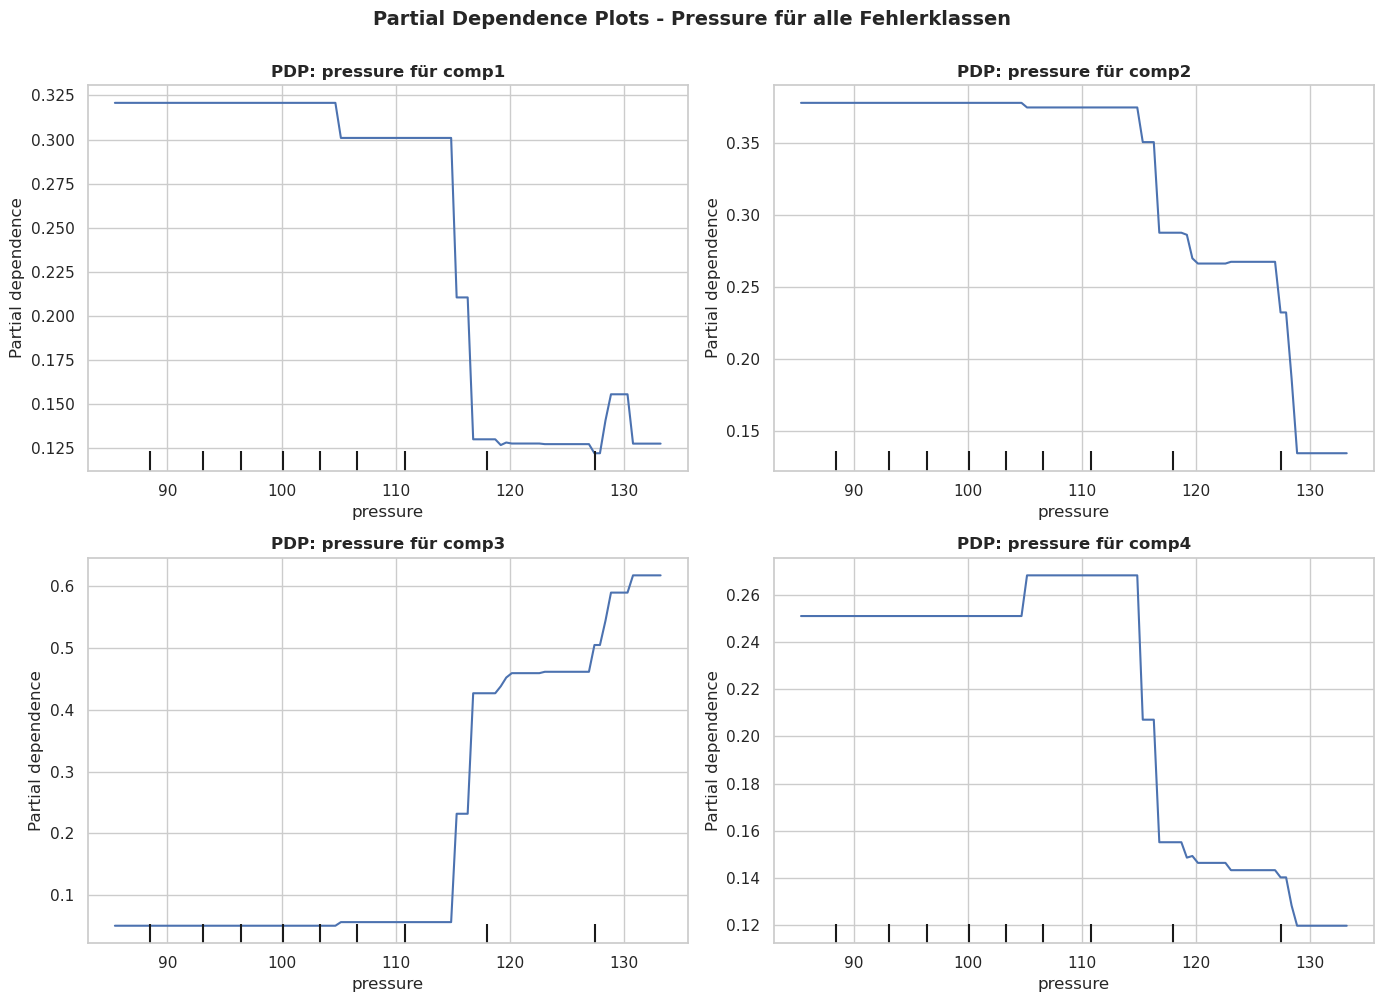 Partial Dependence Plots - Pressure für alle Fehlerklassen
PDP: pressure für comp1
0.325
0.300
0.275
0.250
0.225
0.200
0.175
0.150
0.125
Partial dependence
90 100 110 120 130
pressure
PDP: pressure für comp2
0.35
0.30
0.25
0.20
0.15
Partial dependence
90 100 110 120 130
pressure
PDP: pressure für comp3
0.6
0.5
0.4
0.3
0.2
0.1
Partial dependence
90 100 110 120 130
pressure
PDP: pressure für comp4
0.26
0.24
0.22
0.20
0.18
0.16
0.14
0.12
Partial dependence
90 100 110 120 130
pressure